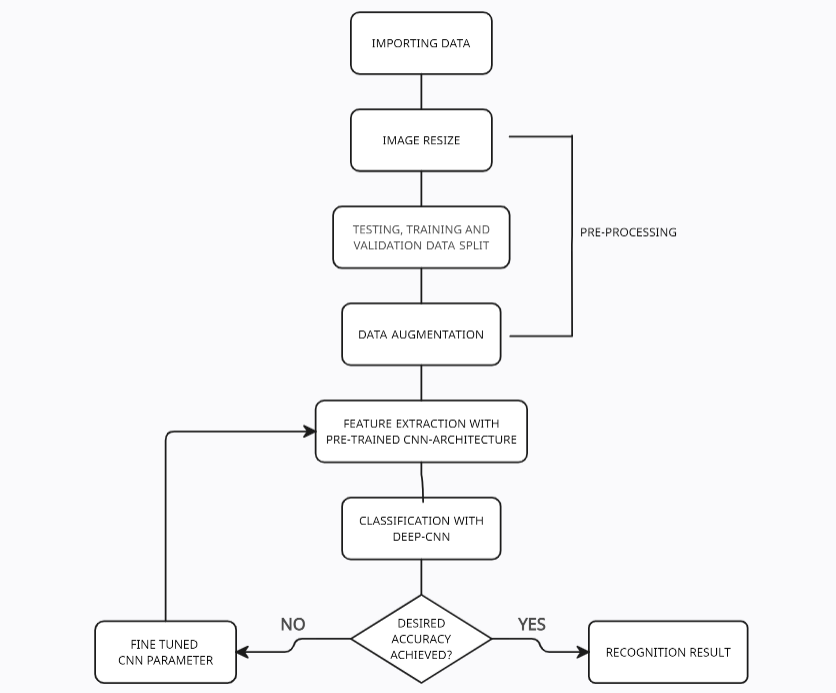 IMPORTING DATA
IMAGE RESIZE
TESTING, TRAINING AND
VALIDATION DATA SPLIT
PRE-PROCESSING
DATA AUGMENTATION
FEATURE EXTRACTION WITH
PRE-TRAINED CNN-ARCHITECTURE
CLASSIFICATION WITH
DEEP-CNN
NO
DESIRED
ACCURACY
ACHIEVED?
YES
FINE TUNED
CNN PARAMETER
RECOGNITION RESULT